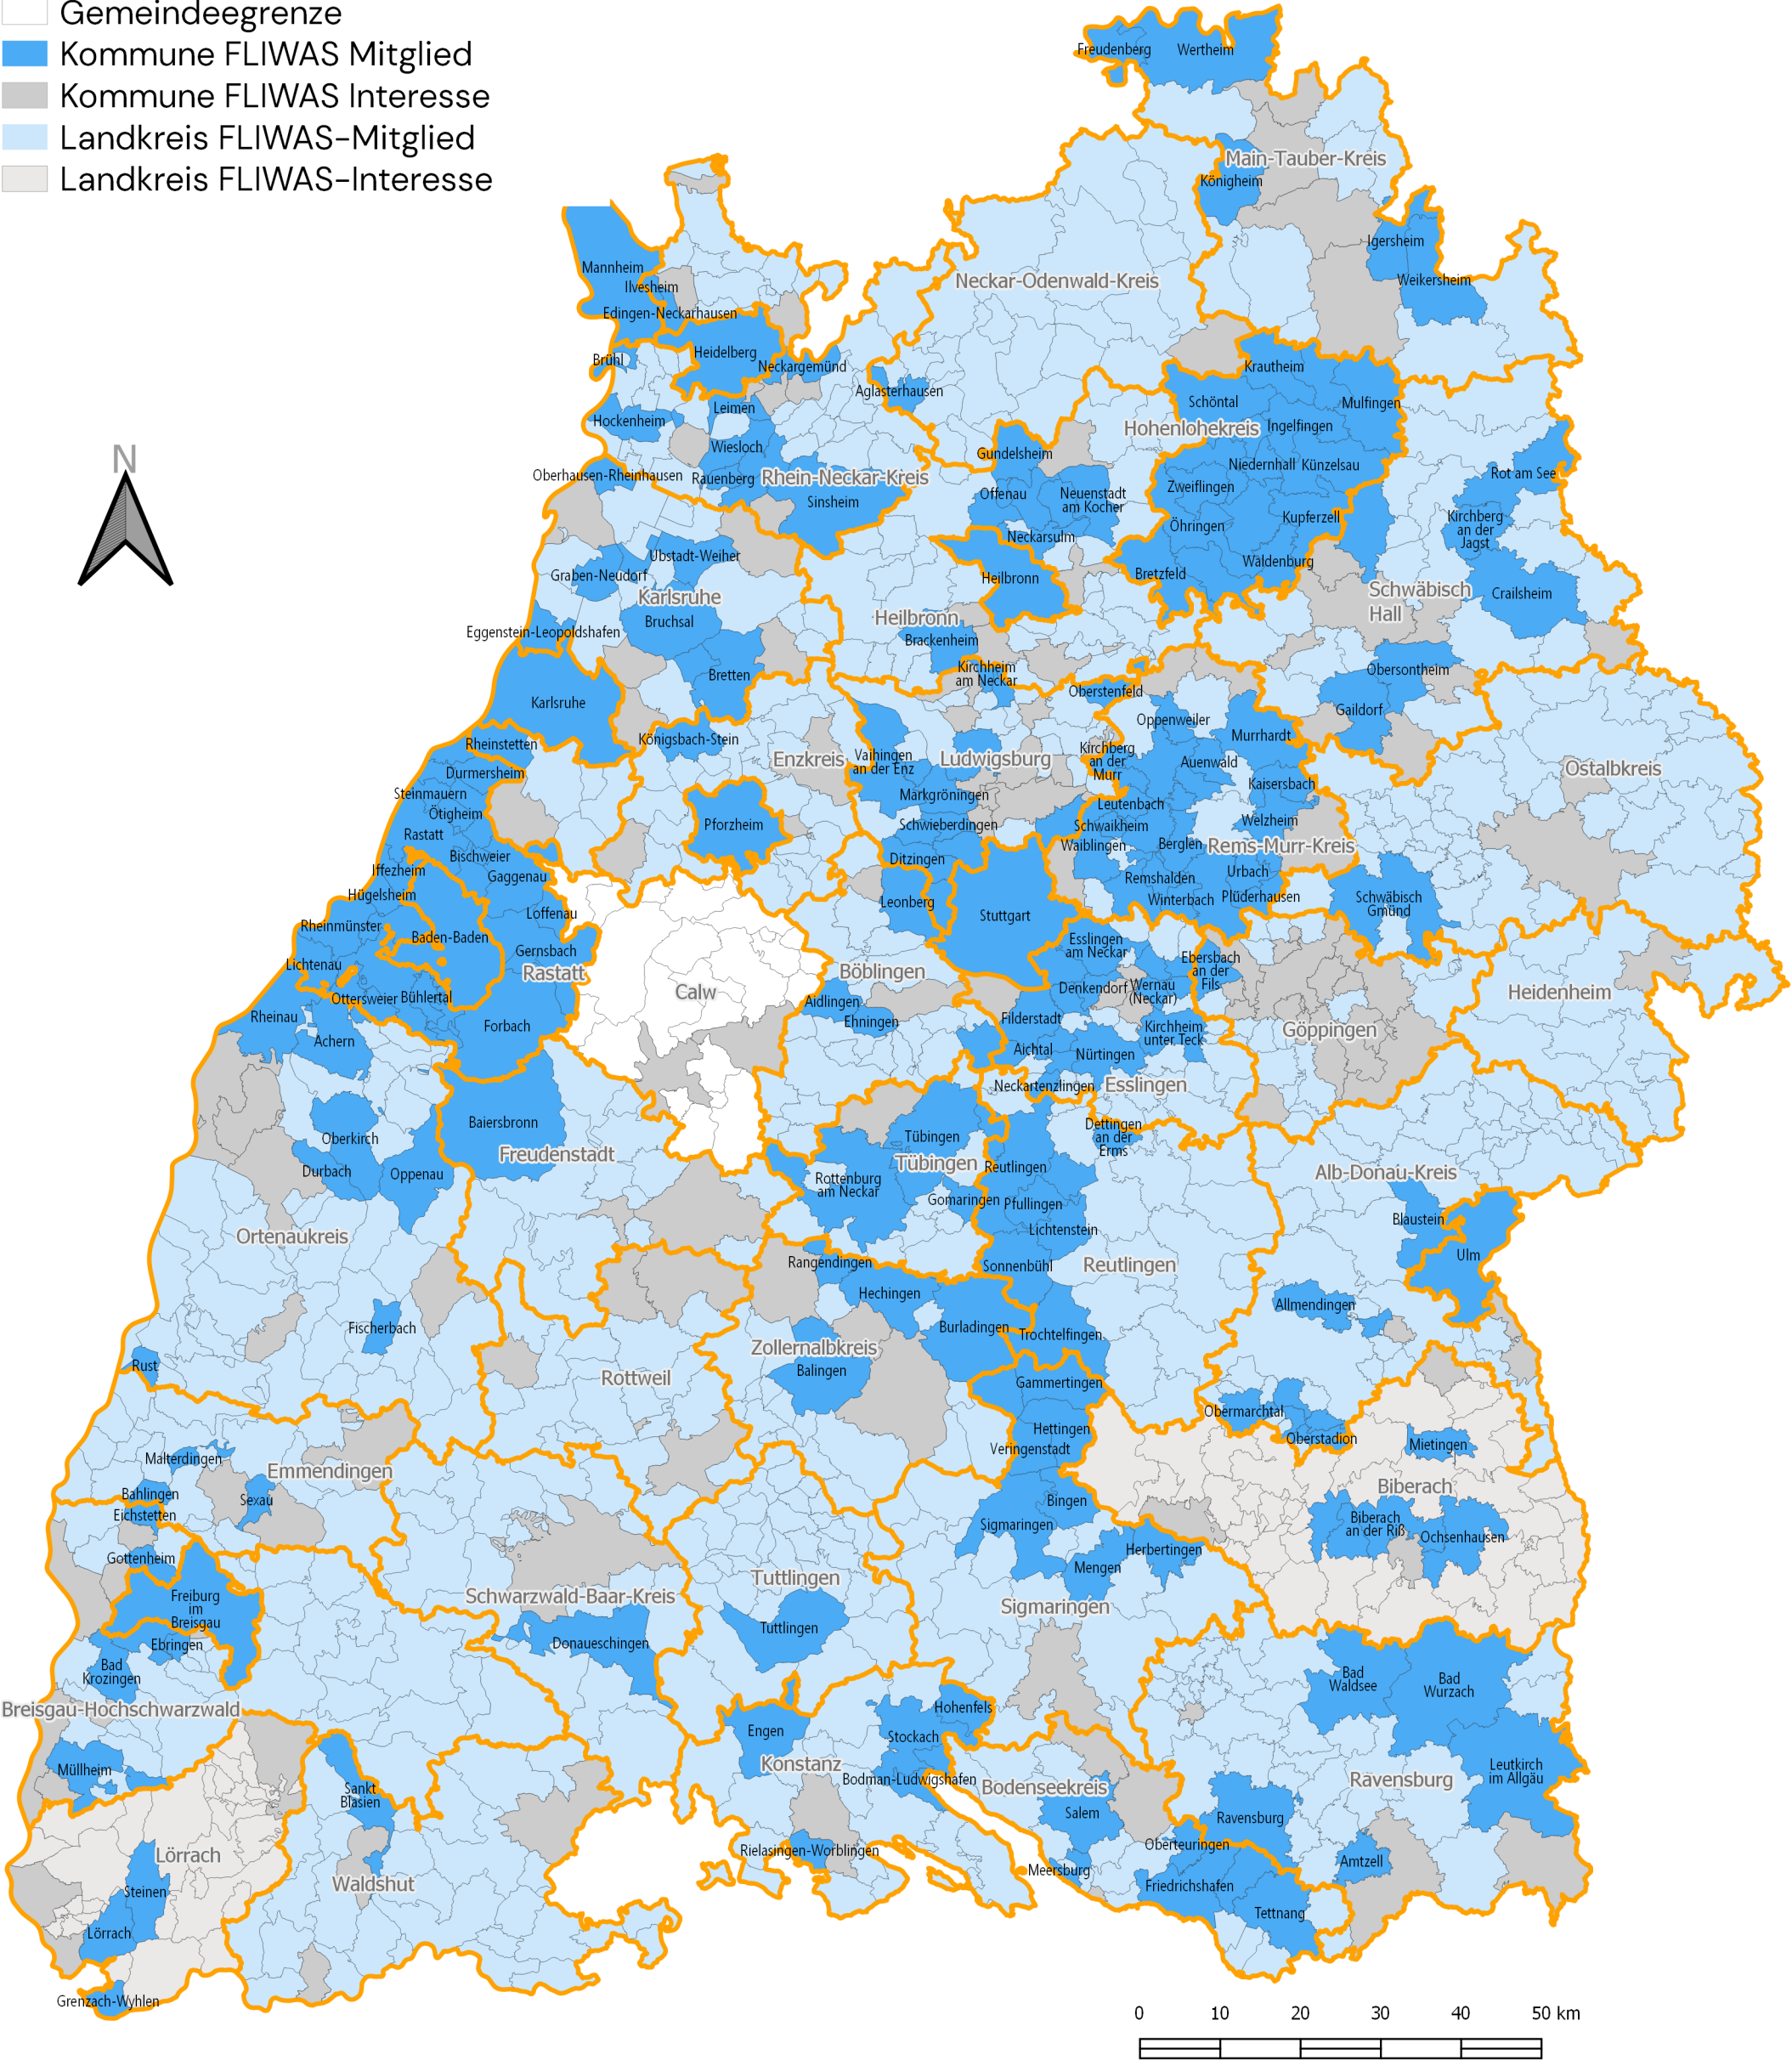 Gemeindeegrenze
Kommune FLIWAS Mitglied
Kommune FLIWAS Interesse
Landkreis FLIWAS-Mitglied
Landkreis FLIWAS-Interesse
Freudenberg
Wertheim
Main-Tauber-Kreis
Königheim
Igersheim
Weikersheim
Mannheim
Ilvesheim
Edingen-Neckarhausen
Neckar-Odenwald-Kreis
Brühl
Heidelberg
Neckargemünd
Aglasterhausen
Krautheim
Schöntal
Mulfingen
Leimen
Hockenheim
Hohenlohekreis
Ingelfingen
Wiesloch
Gundelsheim
N
Oberhausen-Rheinhausen
Rauenberg
Rhein-Neckar-Kreis
Niedernhall
Künzelsau
Rot am See
Sinsheim
Offenau
Neuenstadt
am Kocher
Zweiflingen
Öhringen
Kupferzell
Kirchberg
an der
Jagst
Neckarsulm
Ubstadt-Weiher
Graben-Neudorf
Heilbronn
Bretzfeld
Waldenburg
Karlsruhe
Schwäbisch
Hall
Crailsheim
Bruchsal
Heilbronn
Eggenstein-Leopoldshafen
Brackenheim
Bretten
Kirchheim
am Neckar
Obersontheim
Karlsruhe
Oberstenfeld
Gaildorf
Oppenweiler
Murrhardt
Rheinstetten
Königsbach-Stein
Enzkreis
Vaihingen
an der Enz
Ludwigsburg
Kirchberg
an der
Murr
Auenwald
Ostalbkreis
Durmersheim
Kaisersbach
Steinmauern
Markgröningen
Leutenbach
Ötigheim
Pforzheim
Schwieberdingen
Schwaikheim
Welzheim
Rastatt
Waiblingen
Berglen
Rems-Murr-Kreis
Bischweier
Ditzingen
Iffezheim
Gaggenau
Remshalden
Urbach
Hügelsheim
Leonberg
Winterbach
Plüderhausen
Schwäbisch
Gmünd
Loffenau
Stuttgart
Rheinmünster
Baden-Baden
Gernsbach
Esslingen
am Neckar
Ebersbach
an der
Fils
Lichtenau
Rastatt
Böblingen
Calw
Denkendorf
Wernau
(Neckar)
Heidenheim
Ottersweier
Bühlertal
Aidlingen
Rheinau
Forbach
Ehningen
Filderstadt
Kirchheim
unter Teck
Göppingen
Achern
Aichtal
Nürtingen
Neckartenzlingen
Esslingen
Baiersbronn
Oberkirch
Freudenstadt
Tübingen
Dettingen
an der
Erms
Durbach
Oppenau
Tübingen
Reutlingen
Alb-Donau-Kreis
Rottenburg
am Neckar
Gomaringen
Pfullingen
Blaustein
Ortenaukreis
Lichtenstein
Ulm
Rangendingen
Sonnenbühl
Reutlingen
Hechingen
Allmendingen
Fischerbach
Burladingen
Trochtelfingen
Zollernalbkreis
Rust
Balingen
Rottweil
Gammertingen
Obermarchtal
Hettingen
Oberstadion
Mietingen
Malterdingen
Veringenstadt
Emmendingen
Biberach
Bahlingen
Sexau
Bingen
Eichstetten
Sigmaringen
Biberach
an der Riß
Ochsenhausen
Gottenheim
Herbertingen
Mengen
Tuttlingen
Freiburg
im
Breisgau
Schwarzwald-Baar-Kreis
Sigmaringen
Tuttlingen
Ebringen
Donaueschingen
Bad
Krozingen
Bad
Waldsee
Bad
Wurzach
Breisgau-Hochschwarzwald
Hohenfels
Engen
Stockach
Konstanz
Müllheim
Bodman-Ludwigshafen
Bodenseekreis
Ravensburg
Leutkirch
im Allgäu
Sankt
Blasien
Salem
Ravensburg
Rielasingen-Worblingen
Oberteuringen
Lörrach
Amtzell
Meersburg
Waldshut
Friedrichshafen
Steinen
Tettnang
Lörrach
Grenzach-Wyhlen
0 10 20 30 40 50 km